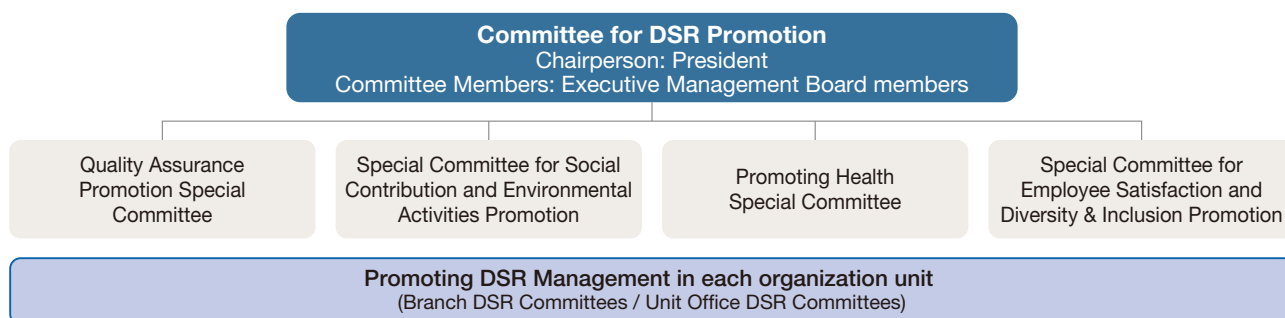 Committee for DSR Promotion
Chairperson: President
Committee Members: Executive Management Board members
Quality Assurance
Promotion Special
Committee
Special Committee for Social
Contribution and Environmental
Activities Promotion
Promoting Health
Special Committee
Special Committee for
Employee Satisfaction and
Diversity & Inclusion Promotion
Promoting DSR Management in each organization unit
(Branch DSR Committees / Unit Office DSR Committees)